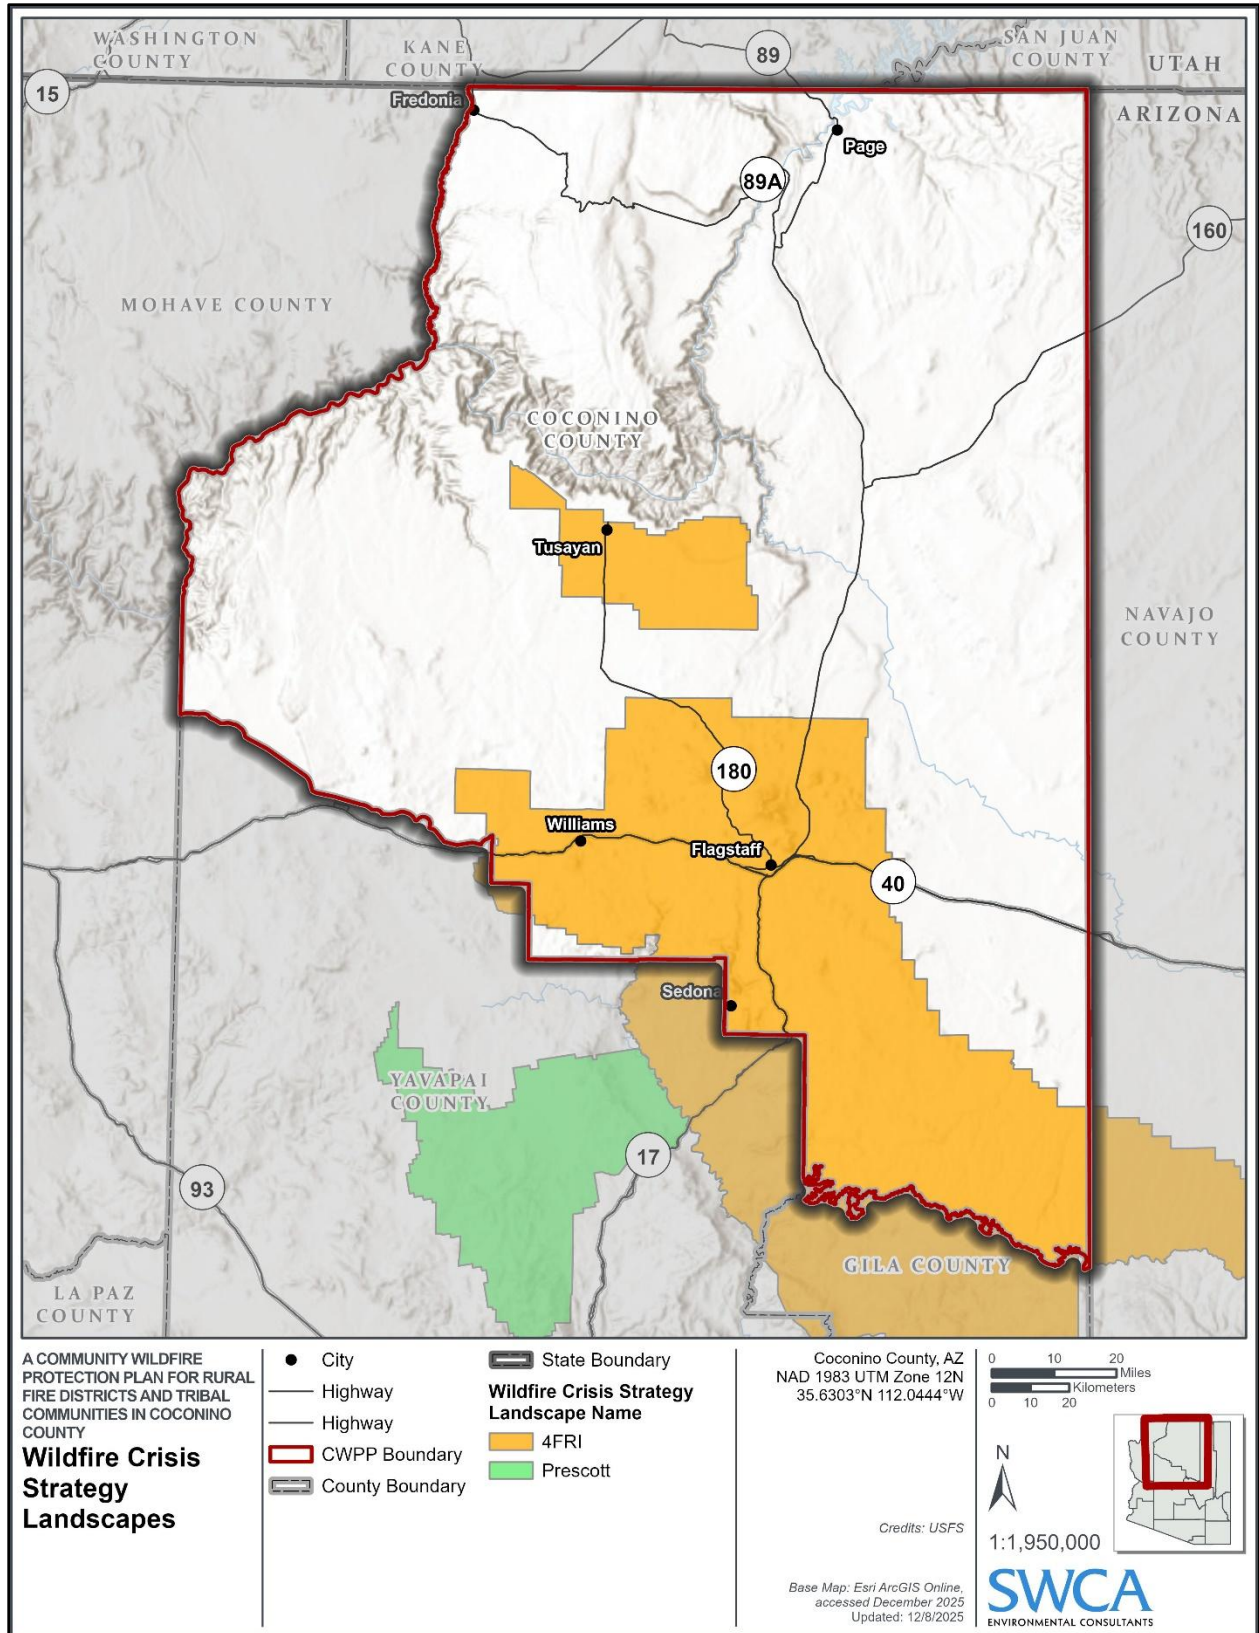 WASHINGTON
COUNTY
KANE
COUNTY
89
SAN JUAN
COUNTY
UTAH
15
Fredonia
ARIZONA
Page
89A
160
MOHAVE COUNTY
COCONINO
COUNTY
Tusayan
NAVAJO
COUNTY
180
Williams
Flagstaff
40
Sedona
YAVAPAI
COUNTY
17
93
GILA COUNTY
LA PAZ
COUNTY
A COMMUNITY WILDFIRE
PROTECTION PLAN FOR RURAL
FIRE DISTRICTS AND TRIBAL
COMMUNITIES IN COCONINO
COUNTY
Wildfire Crisis
Strategy
Landscapes
City
Highway
Highway
CWPP Boundary
County Boundary
State Boundary
Wildfire Crisis Strategy
Landscape Name
4FRI
Prescott
Coconino County, AZ
NAD 1983 UTM Zone 12N
35.6303°N 112.0444°W
Credits: USFS
Base Map: Esri ArcGIS Online,
accessed December 2025
Updated: 12/8/2025
0 10 20
Miles
Kilometers
0 10 20
N
1:1,950,000
SWCA
ENVIRONMENTAL CONSULTANTS